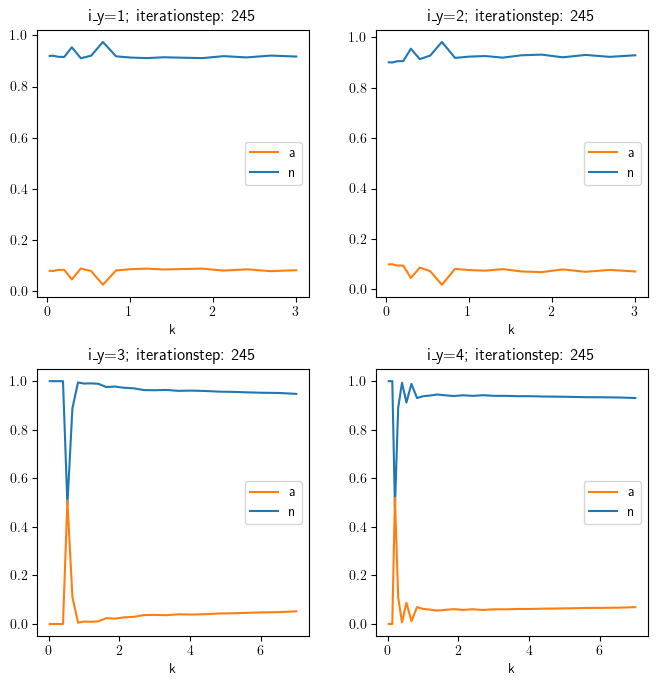 i_y=1; iterationstep: 245
1.0
0.8
0.6
0.4
0.2
0.0
a
n
0 1 2 3
k
i_y=2; iterationstep: 245
1.0
0.8
0.6
0.4
0.2
0.0
a
n
0 1 2 3
k
i_y=3; iterationstep: 245
1.0
0.8
0.6
0.4
0.2
0.0
a
n
0 2 4 6
k
i_y=4; iterationstep: 245
1.0
0.8
0.6
0.4
0.2
0.0
a
n
0 2 4 6
k